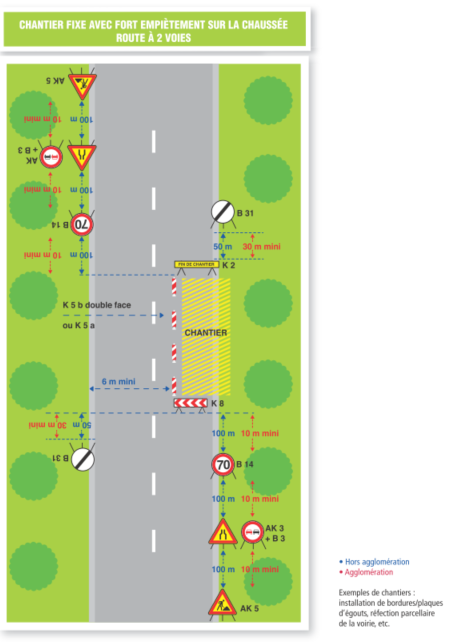 CHANTIER FIXE AVEC FORT EMPIÈTEMENT SUR LA CHAUSSÉE
ROUTE À 2 VOIES
AK 5
100 m 10 m mini
AK
+ B 3
100 m 10 m mini
70
B 14
100 m 10 m mini
B 31
50 m 30 m mini
FIN DE CHANTIER
K 2
K 5 b double face
ou K 5 a
CHANTIER
6 m mini
K 8
50 m 30 m mini
B 31
100 m 10 m mini
70
B 14
100 m 10 m mini
AK 3
+ B 3
100 m 10 m mini
AK 5
• Hors agglomération
• Agglomération
Exemples de chantiers :
installation de bordures/plaques
d'égouts, réfection parcellaire
de la voirie, etc.